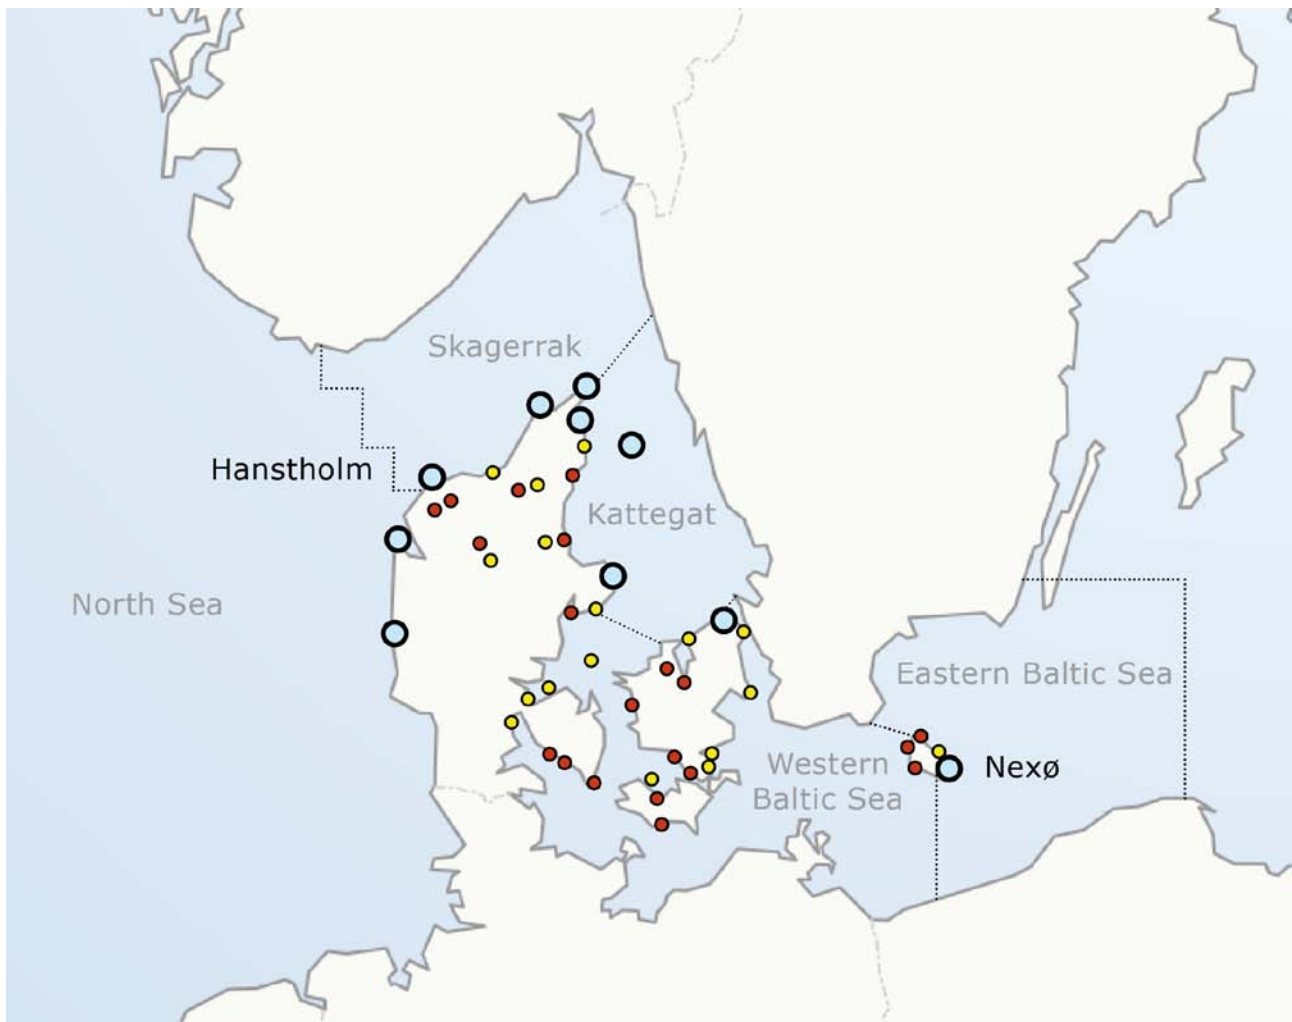 Skagerrak
Hanstholm
Kattegat
North Sea
Eastern Baltic Sea
Western
Baltic Sea
Nexø